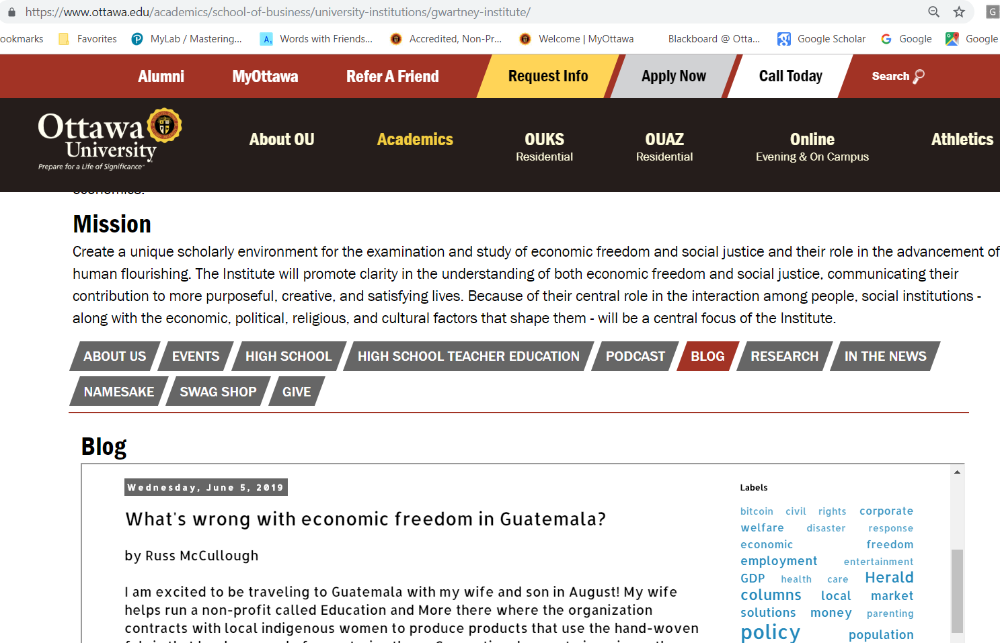 https://www.ottawa.edu/academics/school-of-business/university-institutions/gwartney-institute/
G
ookmarks Favorites MyLab / Mastering... A, Words with Friends... Accredited, Non-Pr... Welcome | MyOttawa Blackboard @ Otta... Google Scholar Google Google
Alumni MyOttawa Refer A Friend Request Info Apply Now Call Today Search
Ottawa
University
Prepare for a Life of Significance
About OU Academics OUKS OUAZ Online Athletics
Residential Residential Evening & On Campus
economics.
Mission
Create a unique scholarly environment for the examination and study of economic freedom and social justice and their role in the advancement of
human flourishing. The Institute will promote clarity in the understanding of both economic freedom and social justice, communicating their
contribution to more purposeful, creative, and satisfying lives. Because of their central role in the interaction among people, social institutions -
along with the economic, political, religious, and cultural factors that shape them - will be a central focus of the Institute.
ABOUT US EVENTS HIGH SCHOOL HIGH SCHOOL TEACHER EDUCATION PODCAST BLOG RESEARCH IN THE NEWS
NAMESAKE SWAG SHOP GIVE
Blog
Wednesday, June 5, 2019
What's wrong with economic freedom in Guatemala?
by Russ McCullough
I am excited to be traveling to Guatemala with my wife and son in August! My wife
helps run a non-profit called Education and More there where the organization
contracts with local indigenous women to produce products that use the hand-woven
Labels
bitcoin civil rights corporate
welfare disaster response
economic freedom
employment entertainment
GDP health care Herald
columns local market
solutions money parenting
policy population